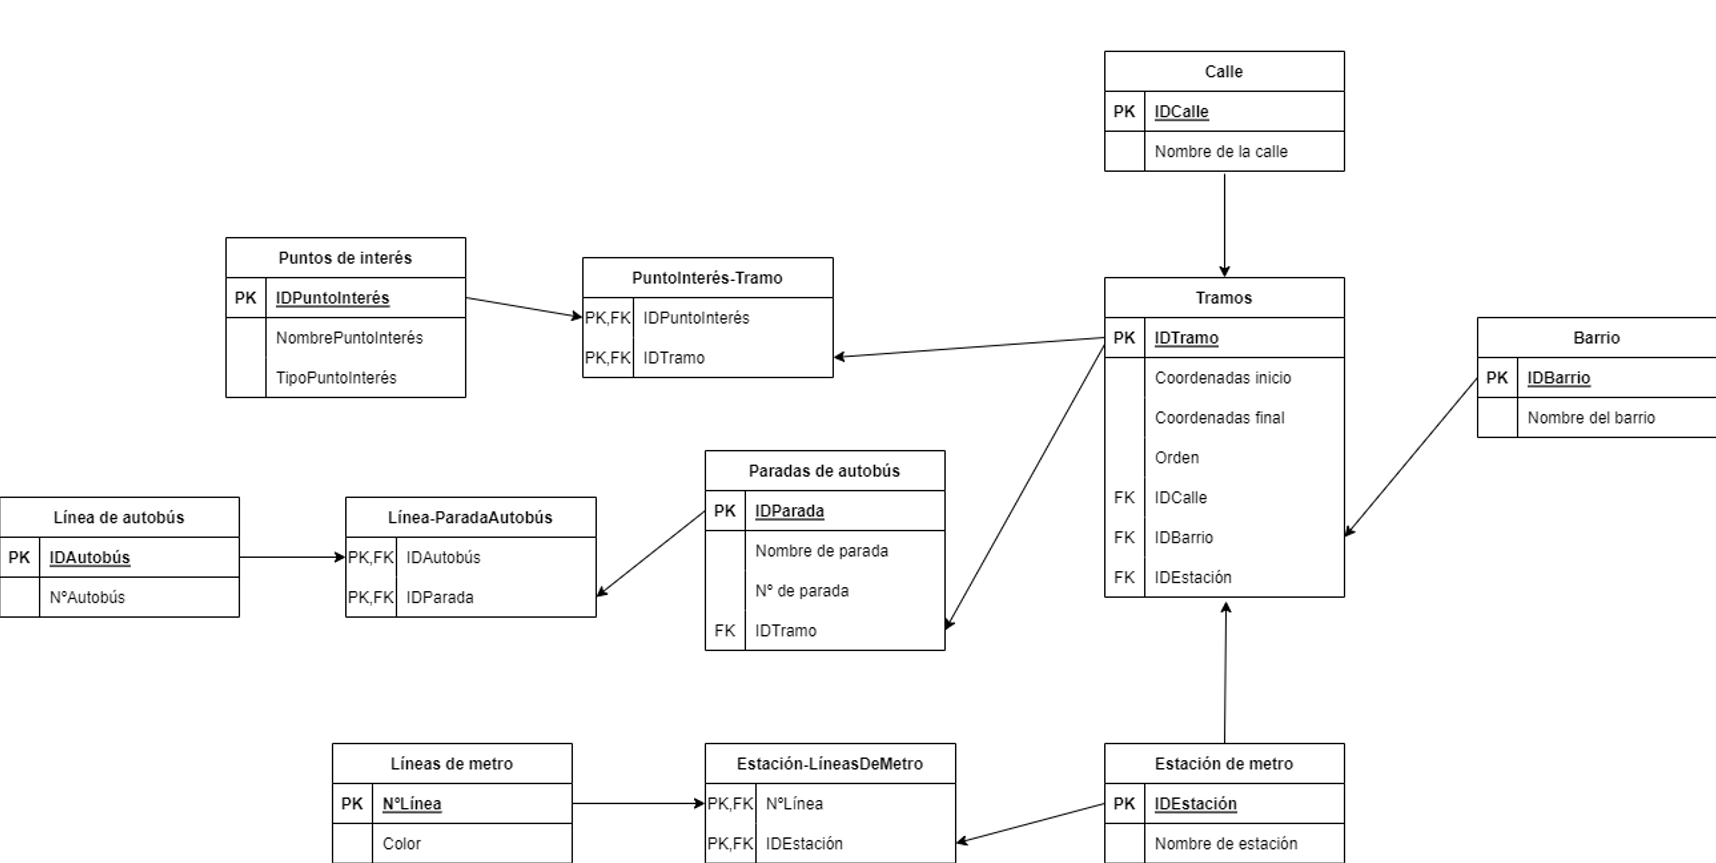 Calle
PK IDCalle
Nombre de la calle
Puntos de interés
PK IDPuntoInterés
NombrePuntoInterés
TipoPuntoInterés
PuntoInterés-Tramo
PK,FK IDPuntoInterés
PK,FK IDTramo
Tramos
PK IDTramo
Coordenadas inicio
Coordenadas final
Orden
FK IDCalle
FK IDBarrio
FK IDEstación
Barrio
PK IDBarrio
Nombre del barrio
Línea de autobús
PK IDAutobús
NºAutobús
Línea-ParadaAutobús
PK,FK IDAutobús
PK,FK IDParada
Paradas de autobús
PK IDParada
Nombre de parada
Nº de parada
FK IDTramo
Líneas de metro
PK NºLínea
Color
Estación-LíneasDeMetro
PK,FK NºLínea
PK,FK IDEstación
Estación de metro
PK IDEstación
Nombre de estación